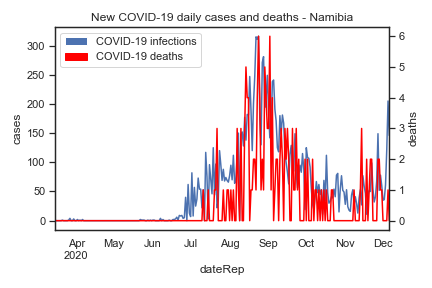 New COVID-19 daily cases and deaths - Namibia
COVID-19 infections
COVID-19 deaths
300
250
200
150
100
50
0
cases
6
5
4
3
2
1
0
deaths
Apr May Jun Jul Aug Sep Oct Nov Dec
2020
dateRep